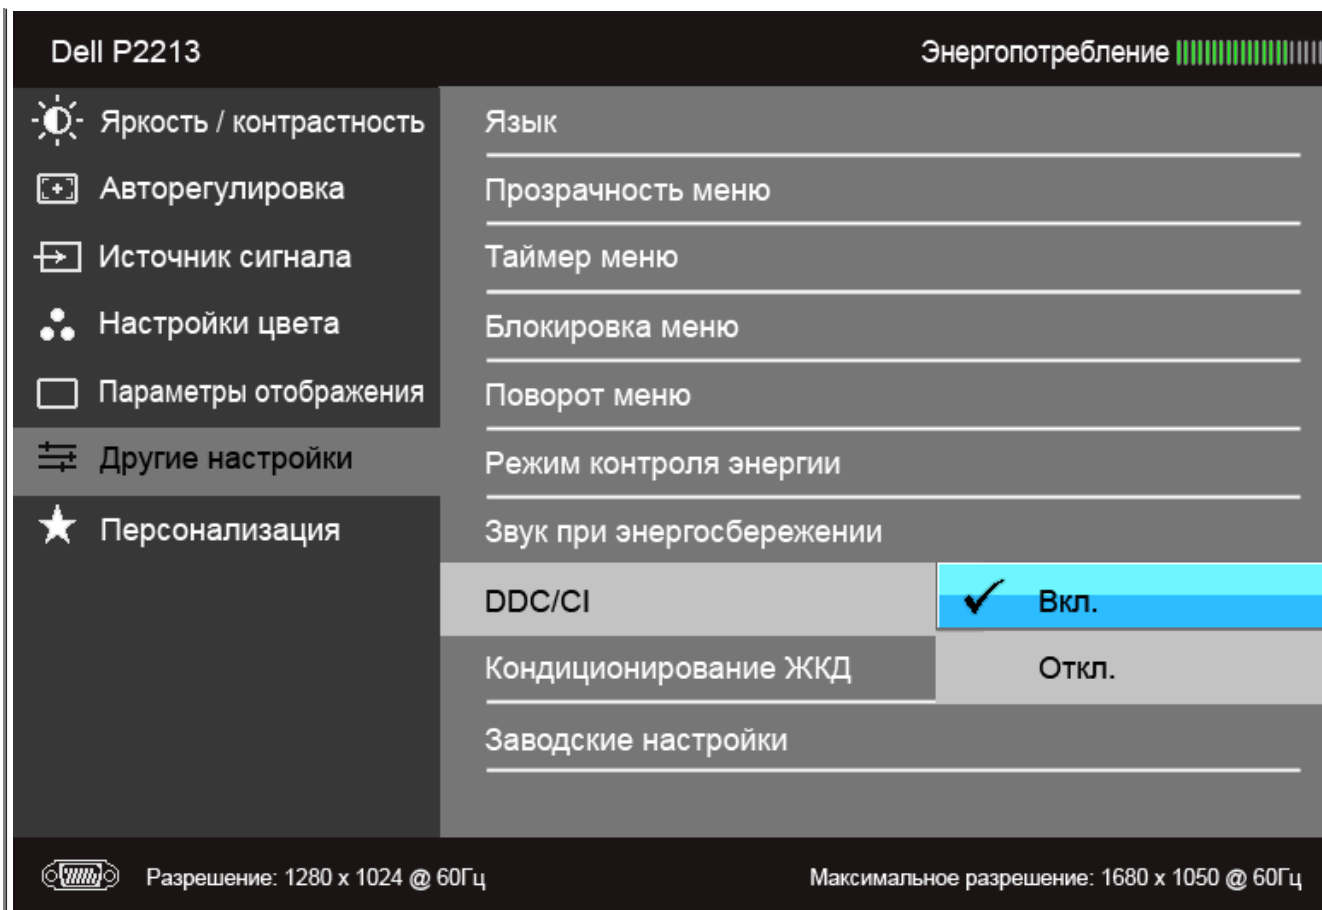 Dell P2213
Энергопотребление
Яркость / контрастность
Авторегулировка
Источник сигнала
Настройки цвета
Параметры отображения
Другие настройки
Персонализация
Язык
Прозрачность меню
Таймер меню
Блокировка меню
Поворот меню
Режим контроля энергии
Звук при энергосбережении
DDC/CI
Вкл.
Откл.
Кондиционирование ЖКД
Заводские настройки
Разрешение: 1280 x 1024 @ 60Гц
Максимальное разрешение: 1680 x 1050 @ 60Гц